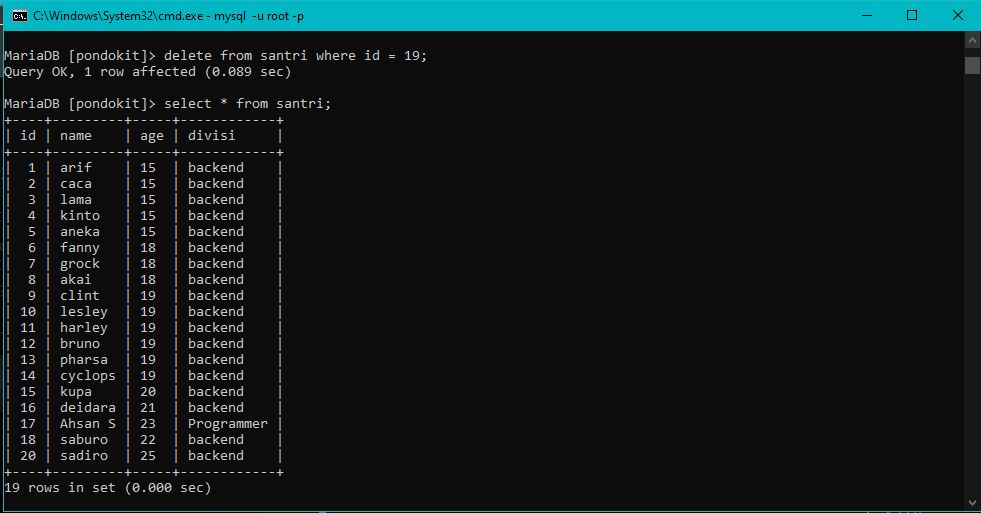 C:\Windows\System32\cmd.exe - mysql  -u root -p
MariaDB [pondokit]> delete from santri where id = 19;
Query OK, 1 row affected (0.089 sec)
MariaDB [pondokit]> select * from santri;
+----+---------+-----+------------+
| id | name    | age | divisi     |
+----+---------+-----+------------+
|  1 | arif    | 15  | backend    |
|  2 | caca    | 15  | backend    |
|  3 | lama    | 15  | backend    |
|  4 | kinto   | 15  | backend    |
|  5 | aneka   | 15  | backend    |
|  6 | fanny   | 18  | backend    |
|  7 | grock   | 18  | backend    |
|  8 | akai    | 18  | backend    |
|  9 | clint   | 19  | backend    |
| 10 | lesley  | 19  | backend    |
| 11 | harley  | 19  | backend    |
| 12 | bruno   | 19  | backend    |
| 13 | pharsa  | 19  | backend    |
| 14 | cyclops | 19  | backend    |
| 15 | kupa    | 20  | backend    |
| 16 | deidara | 21  | backend    |
| 17 | Ahsan S | 23  | Programmer |
| 18 | saburo  | 22  | backend    |
| 20 | sadiro  | 25  | backend    |
+----+---------+-----+------------+
19 rows in set (0.000 sec)